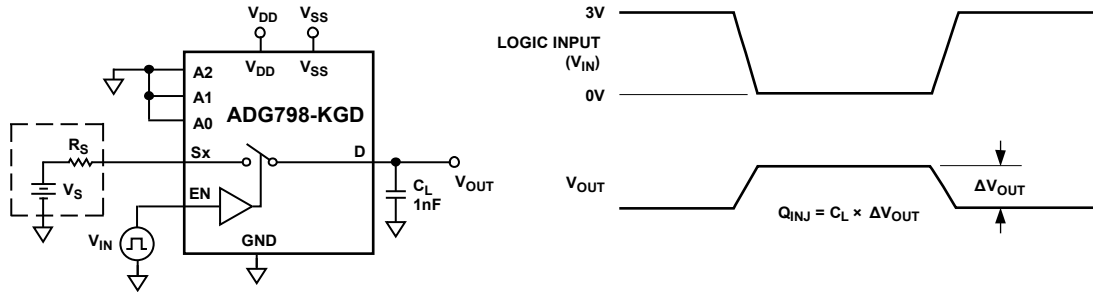 VDD VSS
VDD VSS
A2
A1
A0
ADG798-KGD
RS
Sx D
VS
VOUT
CL
1nF
EN
VIN
GND
3V
LOGIC INPUT
(VIN)
0V
VOUT
ΔVOUT
QINJ = CL × ΔVOUT